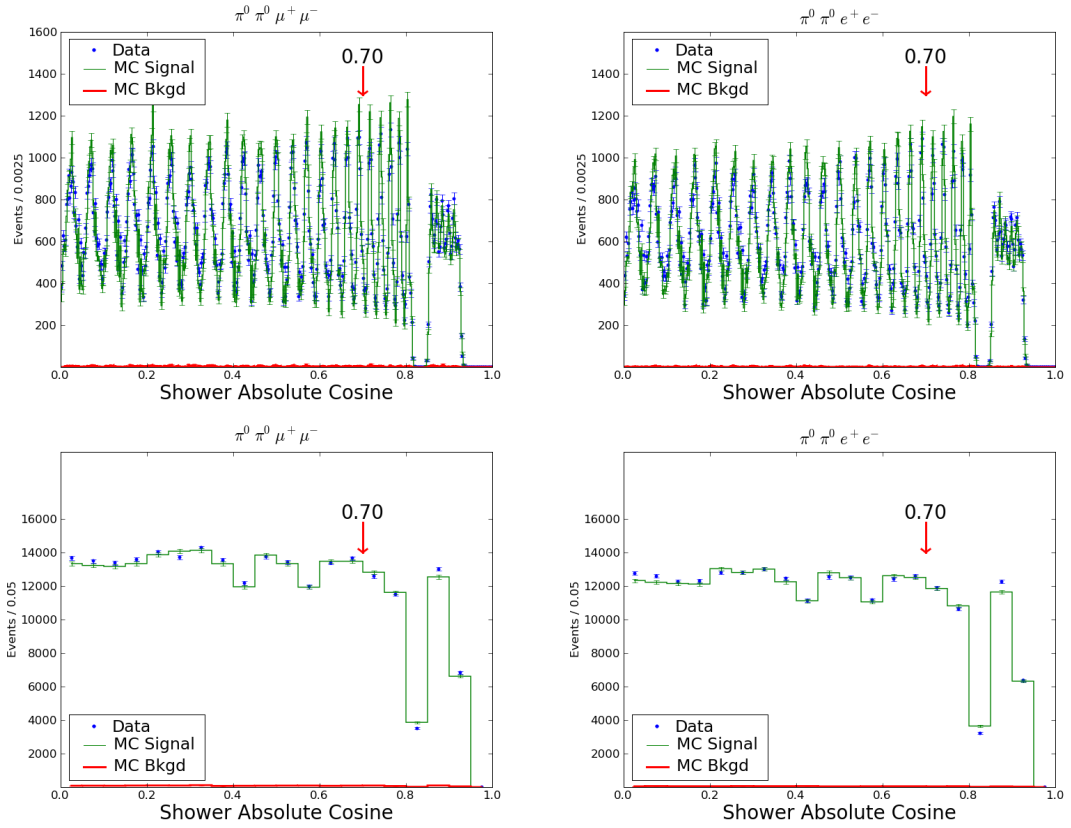 π⁰ π⁰ μ⁺ μ⁻
1600
1400
1200
1000
800
600
400
200
Events / 0.0025
Data
MC Signal
MC Bkgd
0.70
0.0 0.2 0.4 0.6 0.8 1.0
Shower Absolute Cosine
π⁰ π⁰ e⁺ e⁻
1600
1400
1200
1000
800
600
400
200
Events / 0.0025
Data
MC Signal
MC Bkgd
0.70
0.0 0.2 0.4 0.6 0.8 1.0
Shower Absolute Cosine
π⁰ π⁰ μ⁺ μ⁻
16000
14000
12000
10000
8000
6000
4000
2000
Events / 0.05
0.70
Data
MC Signal
MC Bkgd
0.0 0.2 0.4 0.6 0.8 1.0
Shower Absolute Cosine
π⁰ π⁰ e⁺ e⁻
16000
14000
12000
10000
8000
6000
4000
2000
Events / 0.05
0.70
Data
MC Signal
MC Bkgd
0.0 0.2 0.4 0.6 0.8 1.0
Shower Absolute Cosine